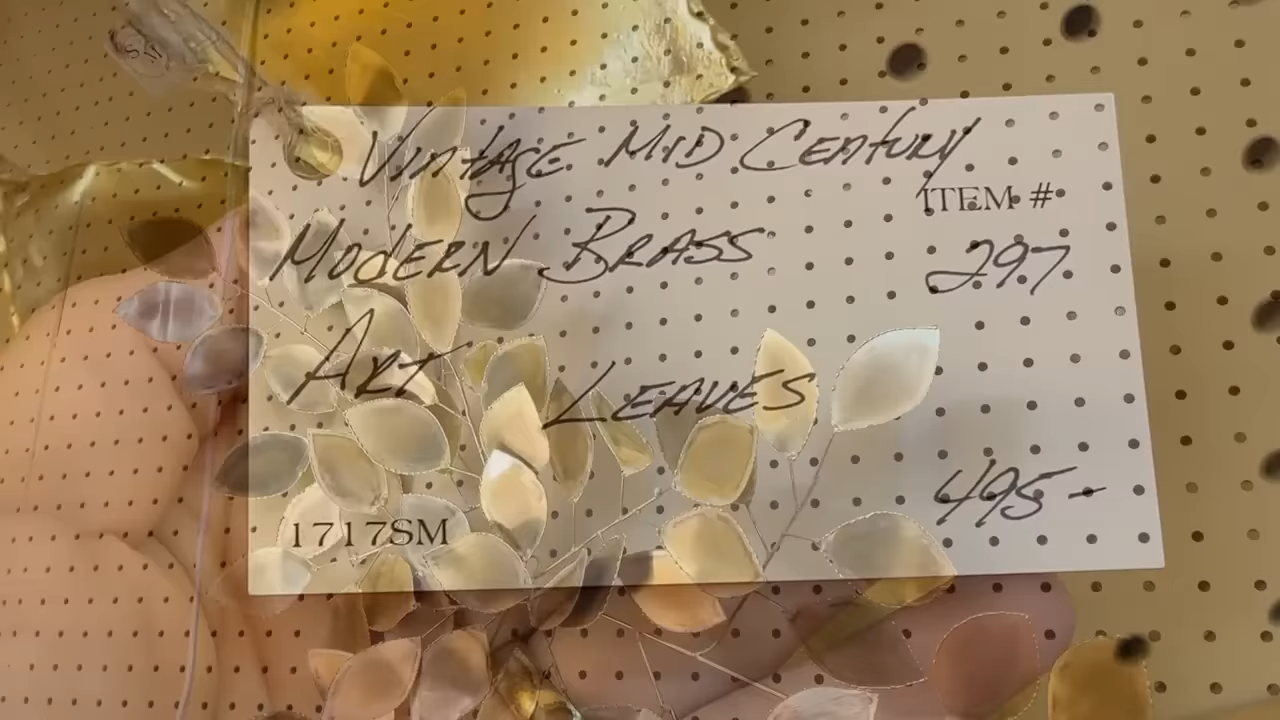 Vintage Mid Century
ITEM #
Modern Brass
297
Art Leaves
495-
1717SM